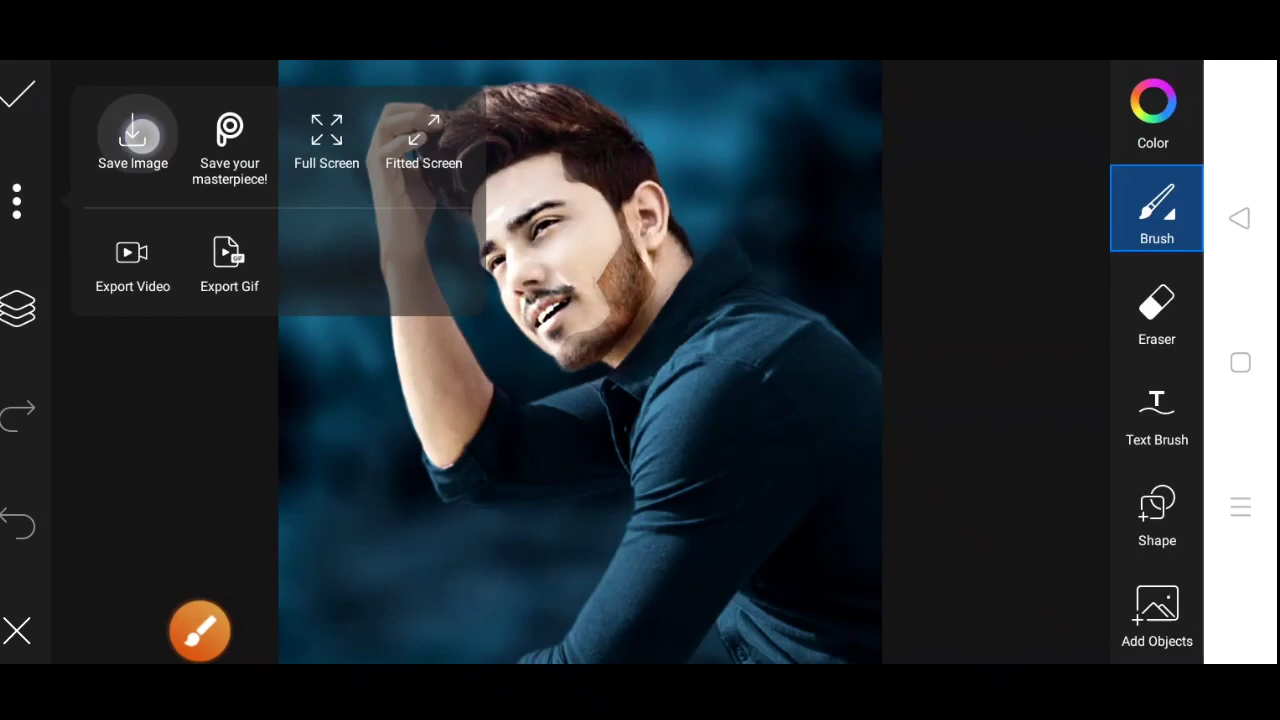 Save Image
Save your
masterpiece!
Full Screen
Fitted Screen
Export Video
Export Gif
GIF
Color
Brush
Eraser
T
Text Brush
Shape
Add Objects